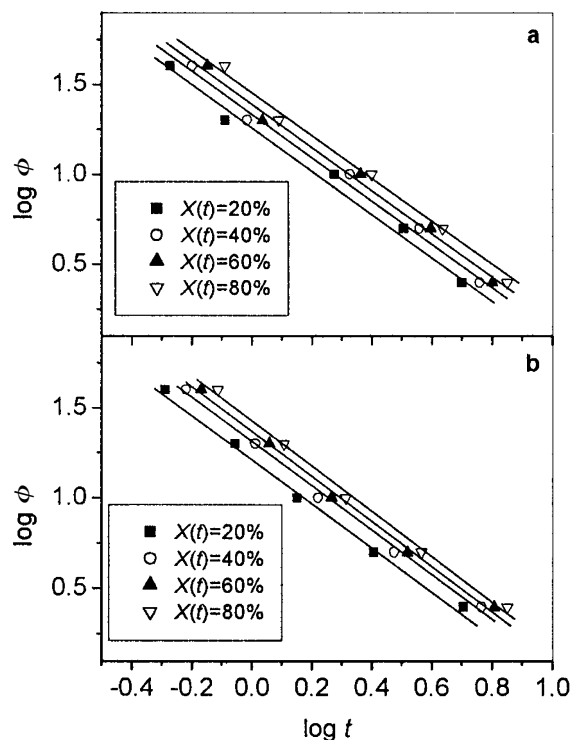 a
1.5
1.0
0.5
log ϕ
X(t)=20%
X(t)=40%
X(t)=60%
X(t)=80%
b
1.5
1.0
0.5
log ϕ
X(t)=20%
X(t)=40%
X(t)=60%
X(t)=80%
-0.4 -0.2 0.0 0.2 0.4 0.6 0.8 1.0
log t